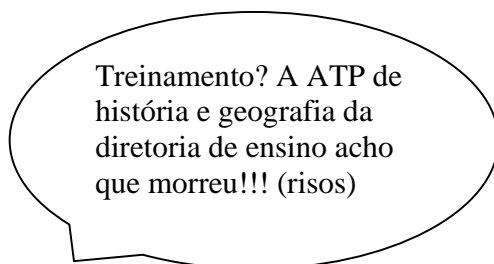 Treinamento? A ATP de
história e geografia da
diretoria de ensino acho
que morreu!!! (risos)